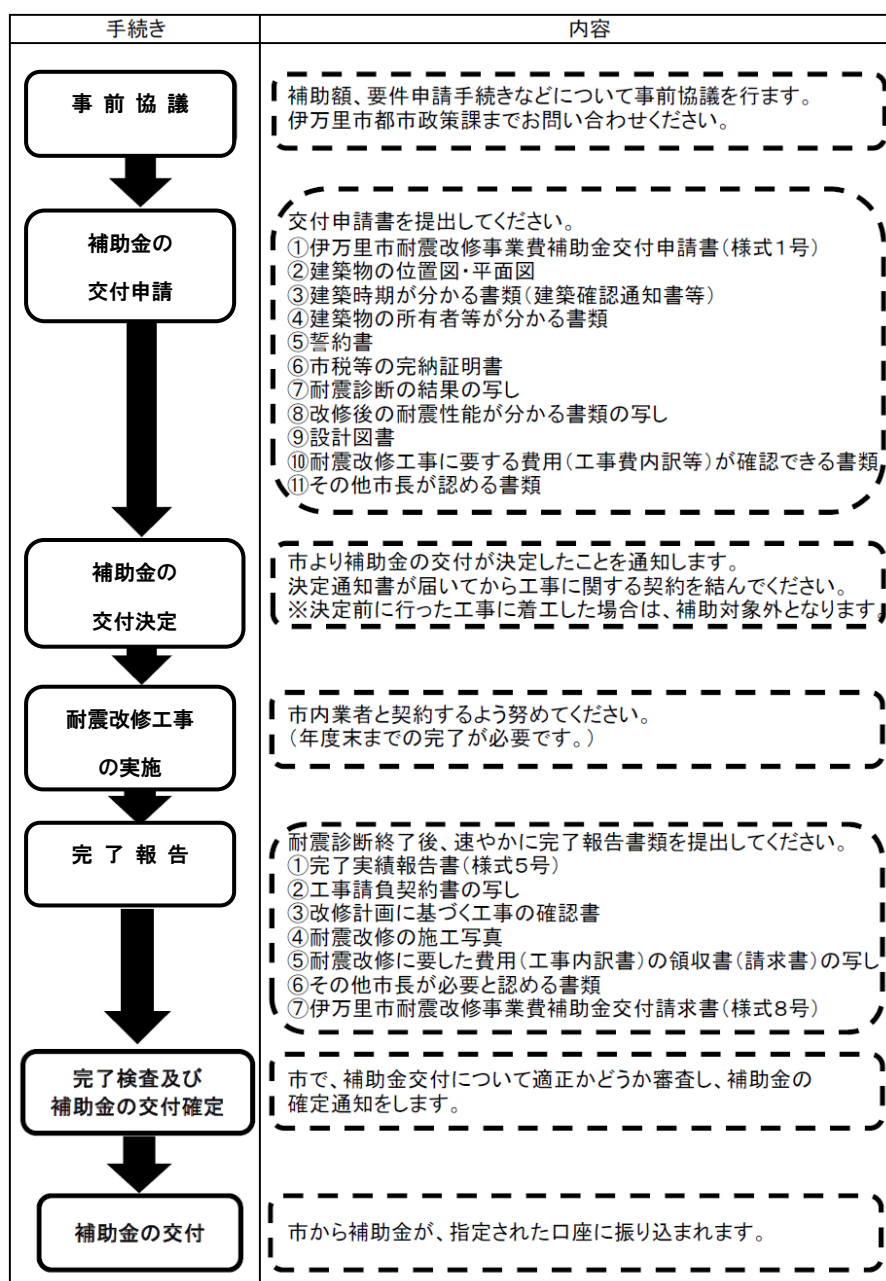 手続き
内容
事前協議
補助額、要件申請手続きなどについて事前協議を行ます。
伊万里市都市政策課までお問い合わせください。
補助金の
交付申請
交付申請書を提出してください。
①伊万里市耐震改修事業費補助金交付申請書(様式1号)
②建築物の位置図・平面図
③建築時期が分かる書類(建築確認通知書等)
④建築物の所有者等が分かる書類
⑤誓約書
⑥市税等の完納証明書
⑦耐震診断の結果の写し
⑧改修後の耐震性能が分かる書類の写し
⑨設計図書
⑩耐震改修工事に要する費用(工事費内訳等)が確認できる書類
⑪その他市長が認める書類
補助金の
交付決定
市より補助金の交付が決定したことを通知します。
決定通知書が届いてから工事に関する契約を結んでください。
※決定前に行った工事に着工した場合は、補助対象外となります。
耐震改修工事
の実施
市内業者と契約するよう努めてください。
(年度末までの完了が必要です。)
完了報告
耐震診断終了後、速やかに完了報告書類を提出してください。
①完了実績報告書(様式5号)
②工事請負契約書の写し
③改修計画に基づく工事の確認書
④耐震改修の施工写真
⑤耐震改修に要した費用(工事内訳書)の領収書(請求書)の写し
⑥その他市長が必要と認める書類
⑦伊万里市耐震改修事業費補助金交付請求書(様式8号)
完了検査及び
補助金の交付確定
市で、補助金交付について適正かどうか審査し、補助金の
確定通知をします。
補助金の交付
市から補助金が、指定された口座に振り込まれます。